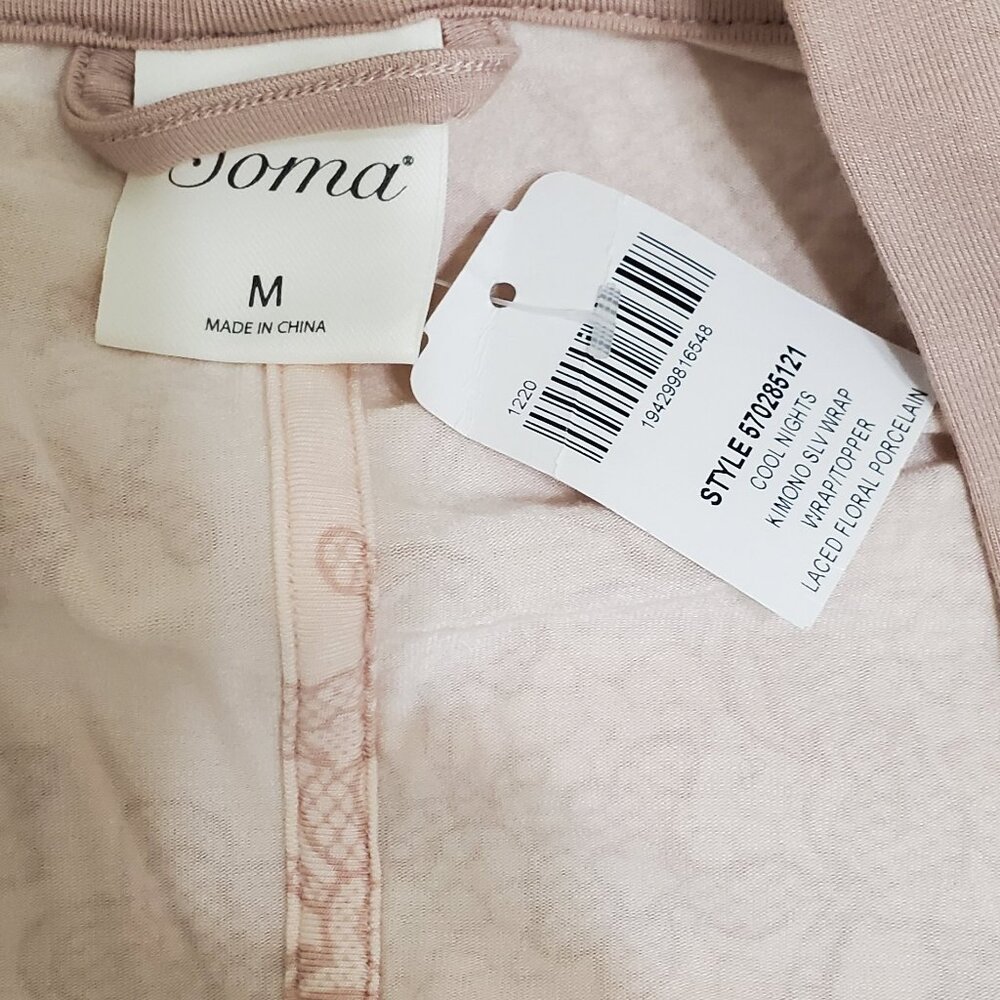 Soma®
M
MADE IN CHINA
1220
194299816548
STYLE 570285121
COOL NIGHTS
KIMONO SLV WRAP
WRAP/TOPPER
LACED FLORAL PORCELAIN